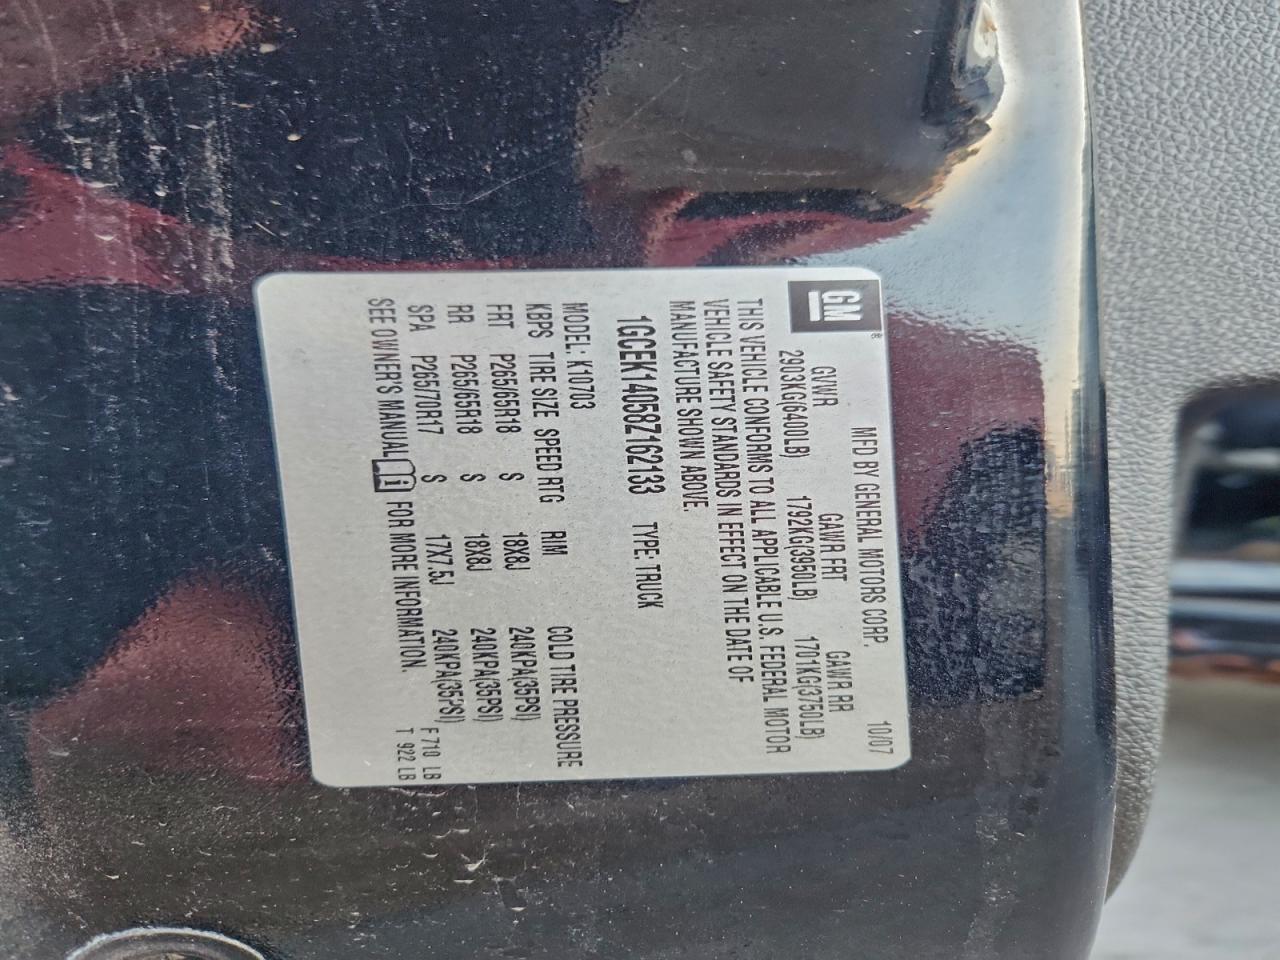 GM ®
MFD BY GENERAL MOTORS CORP. 10/07
GVWR GAWR FRT GAWR RR
2903KG(6400LB) 1792KG(3950LB) 1701KG(3750LB)
THIS VEHICLE CONFORMS TO ALL APPLICABLE U.S. FEDERAL MOTOR
VEHICLE SAFETY STANDARDS IN EFFECT ON THE DATE OF
MANUFACTURE SHOWN ABOVE.
1GCEK14058Z162133 TYPE: TRUCK
MODEL: K10703
KBPS TIRE SIZE SPEED RTG RIM COLD TIRE PRESSURE
FRT P265/65R18 S 18X8J 240KPA(35PSI)
RR P265/65R18 S 18X8J 240KPA(35PSI)
SPA P265/70R17 S 17X7.5J 240KPA(35PSI)
SEE OWNER'S MANUAL i FOR MORE INFORMATION.
F 710 LB
T 922 LB